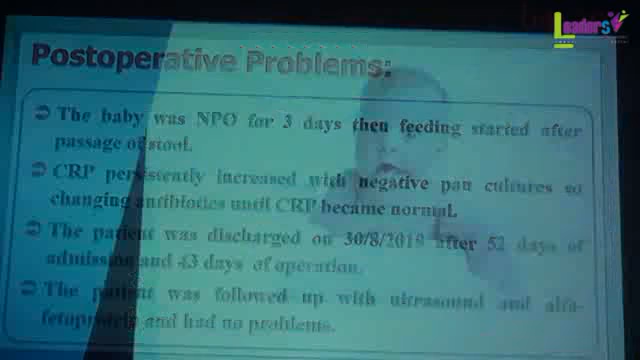 Leaders
Postoperative Problems:
The baby was NPO for 3 days then feeding started after
passage of stool.
CRP persistently increased with negative pan cultures so
changing antibiotics until CRP became normal.
The patient was discharged on 30/8/2018 after 52 days of
admission and 43 days of operation.
The patient was followed up with ultrasound and alfa-
fetoprotein and had no problems.